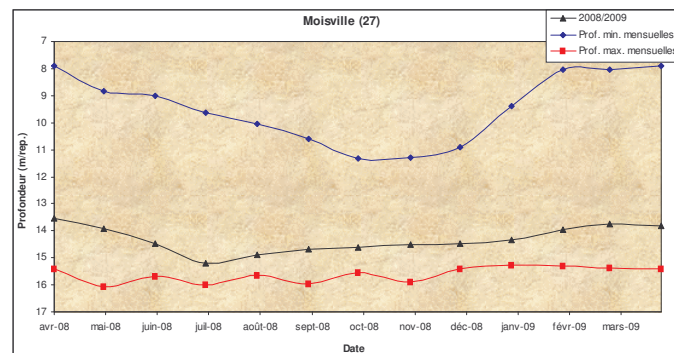 Moisville (27)
2008/2009
Prof. min. mensuelles
Prof. max. mensuelles
Profondeur (m/rep.)
7
8
9
10
11
12
13
14
15
16
17
avr-08 mai-08 juin-08 juil-08 août-08 sept-08 oct-08 nov-08 déc-08 janv-09 févr-09 mars-09
Date